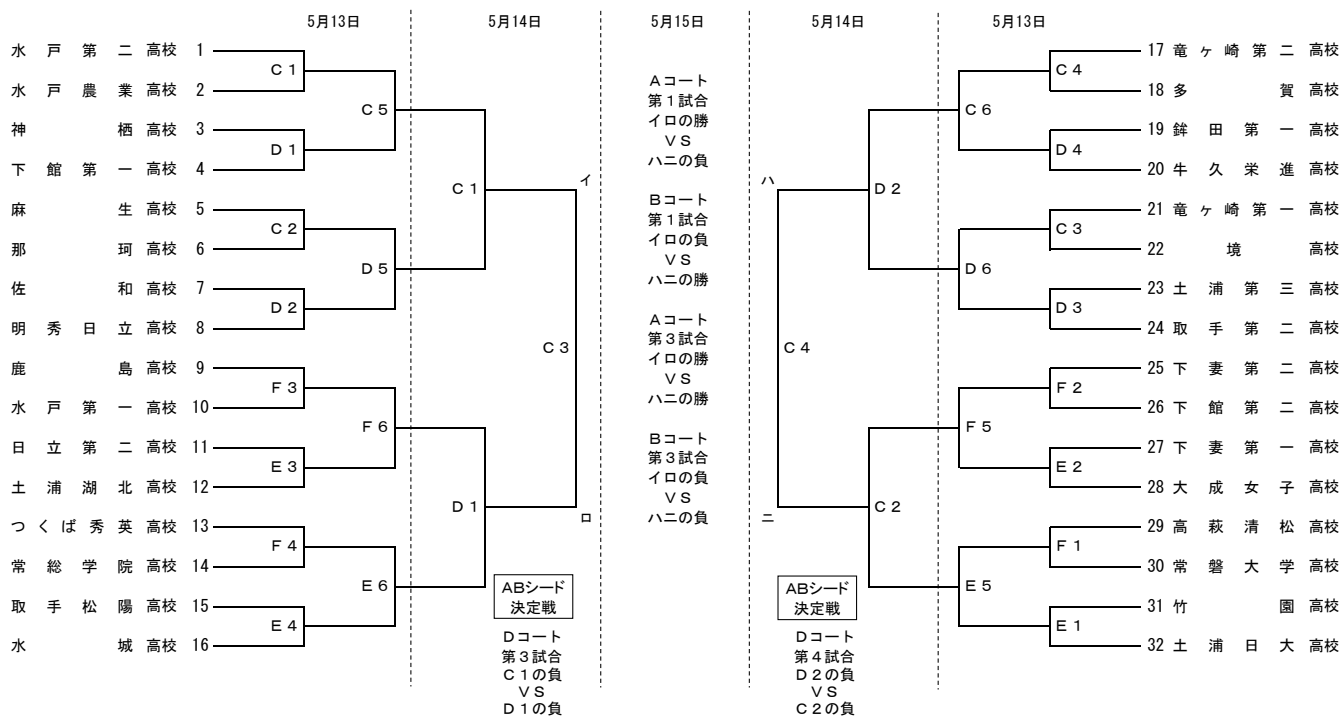 5月13日 5月14日 5月15日 5月14日 5月13日
水戸第二高校 1
C1
水戸農業高校 2
C5
神栖高校 3
D1
下館第一高校 4
C1
イ
麻生高校 5
C2
那珂高校 6
D5
佐和高校 7
D2
明秀日立高校 8
C3
鹿島高校 9
F3
水戸第一高校 10
F6
日立第二高校 11
E3
土浦湖北高校 12
D1
ロ
つくば秀英高校 13
F4
常総学院高校 14
E6
取手松陽高校 15
E4
水城高校 16
ABシード
決定戦
Dコート
第3試合
C1の負
VS
D1の負
Aコート
第1試合
イロの勝
VS
ハニの負
Bコート
第1試合
イロの負
VS
ハニの勝
Aコート
第3試合
イロの勝
VS
ハニの勝
Bコート
第3試合
イロの負
VS
ハニの負
17 竜ヶ崎第二高校
C4
18 多賀高校
C6
19 鉾田第一高校
D4
20 牛久栄進高校
ハ
D2
21 竜ヶ崎第一高校
C3
22 境高校
D6
23 土浦第三高校
D3
24 取手第二高校
C4
25 下妻第二高校
F2
26 下館第二高校
F5
27 下妻第一高校
E2
28 大成女子高校
ニ
C2
29 高萩清松高校
F1
30 常磐大学高校
E5
31 竹園高校
E1
32 土浦日大高校
ABシード
決定戦
Dコート
第4試合
D2の負
VS
C2の負